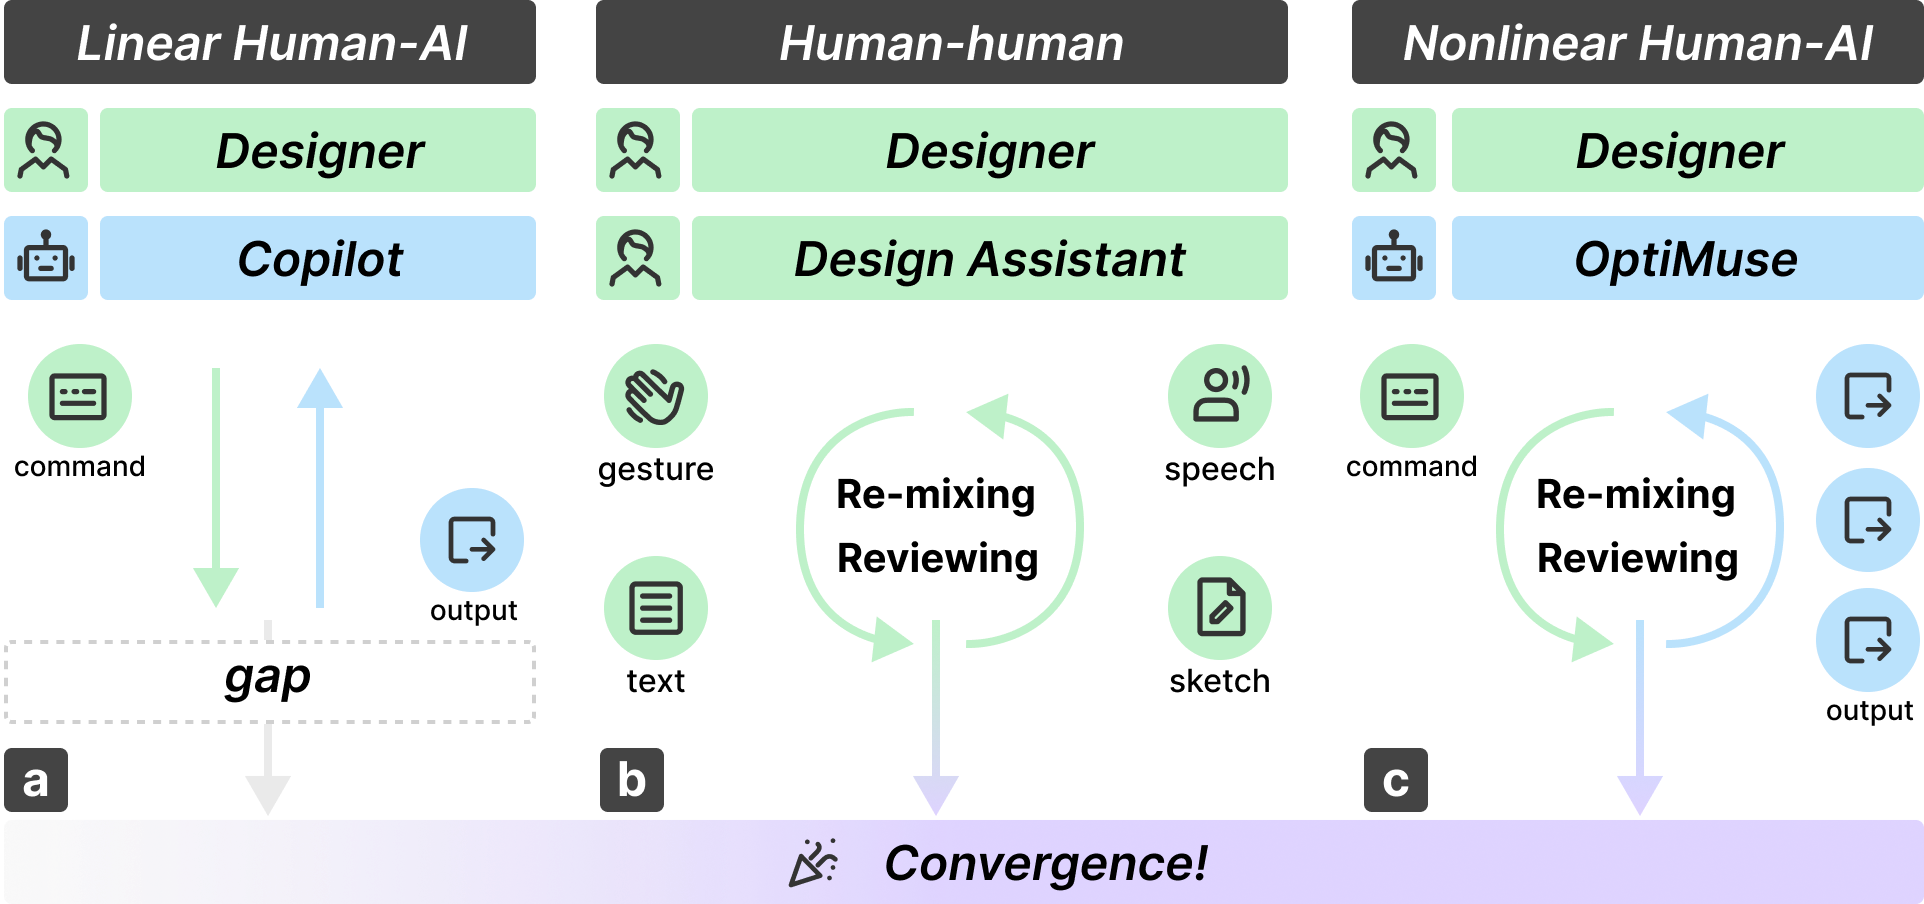 Linear Human-AI
Designer
Copilot
command
output
gap
a
Human-human
Designer
Design Assistant
gesture
speech
Re-mixing
Reviewing
text
sketch
b
Nonlinear Human-AI
Designer
OptiMuse
command
Re-mixing
Reviewing
output
c
Convergence!